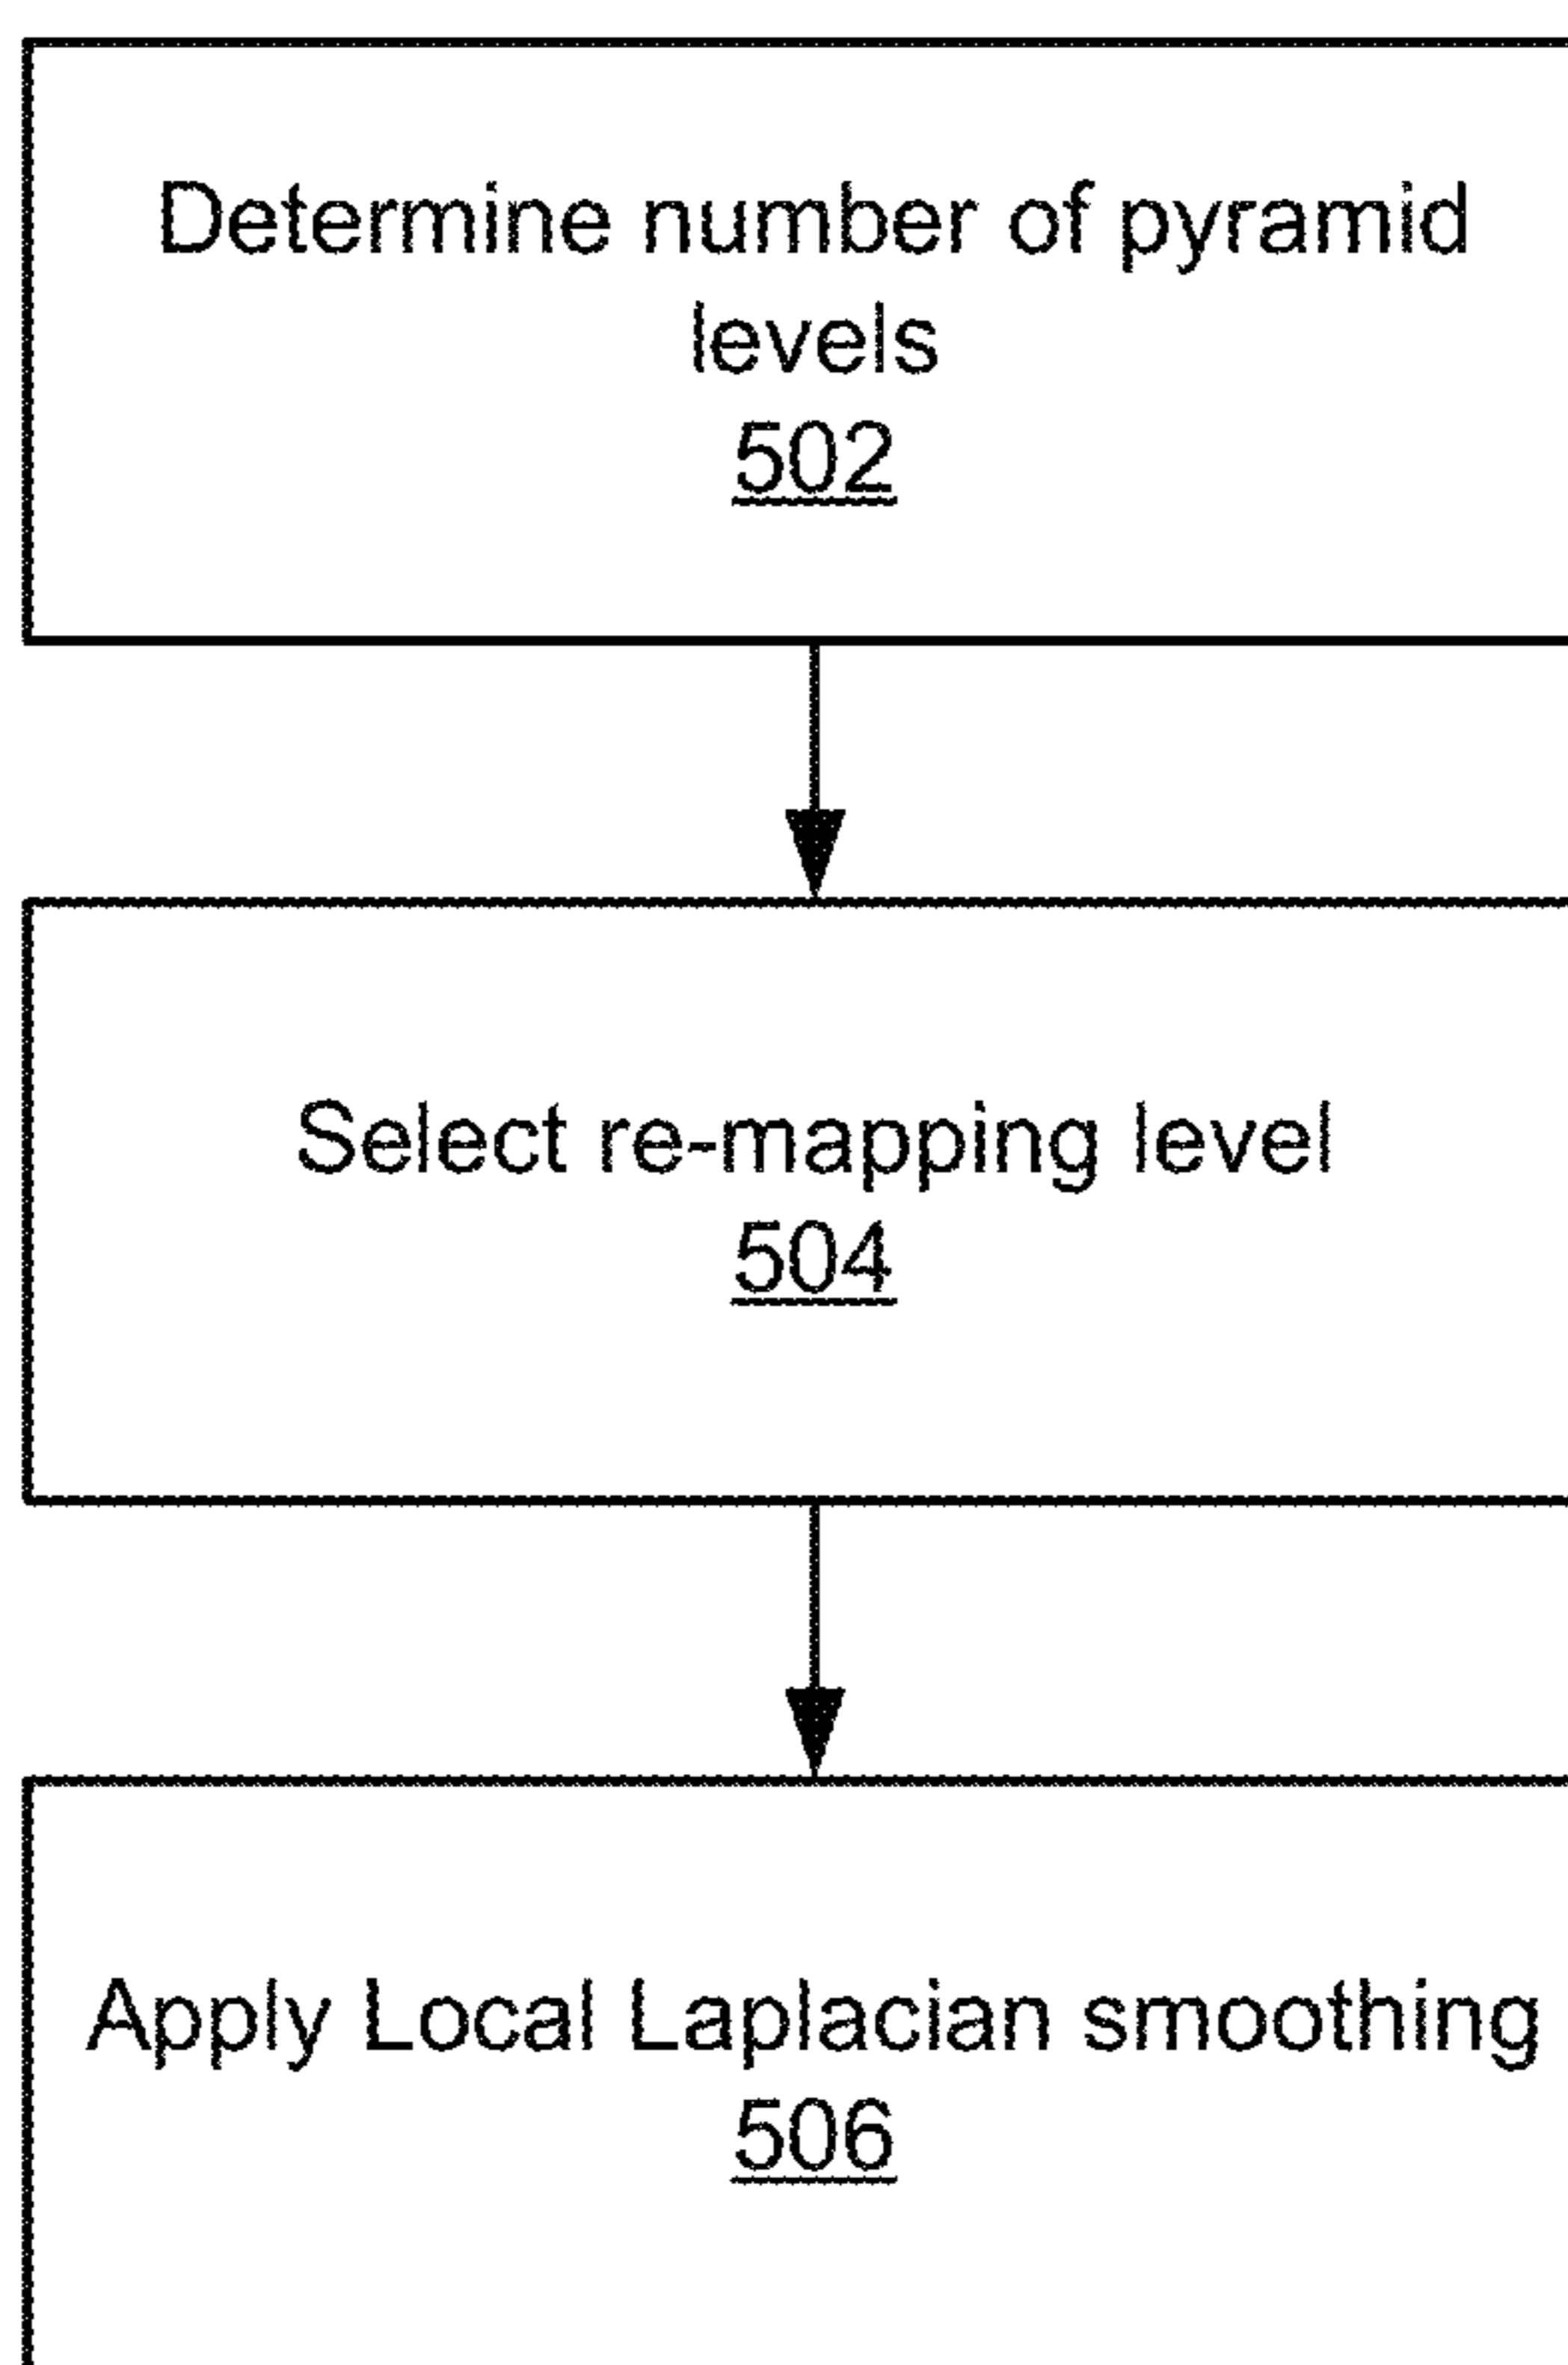 Determine number of pyramid
levels
502
Select re-mapping level
504
Apply Local Laplacian smoothing
506